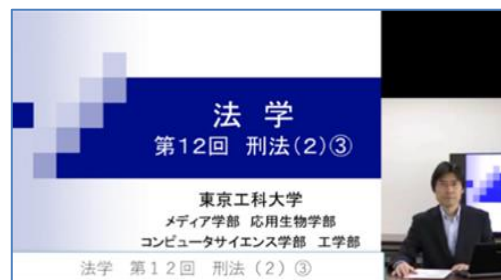 法 学
第12回 刑法(2)③
東京工科大学
メディア学部 応用生物学部
コンピュータサイエンス学部 工学部
法学 第12回 刑法(2)③